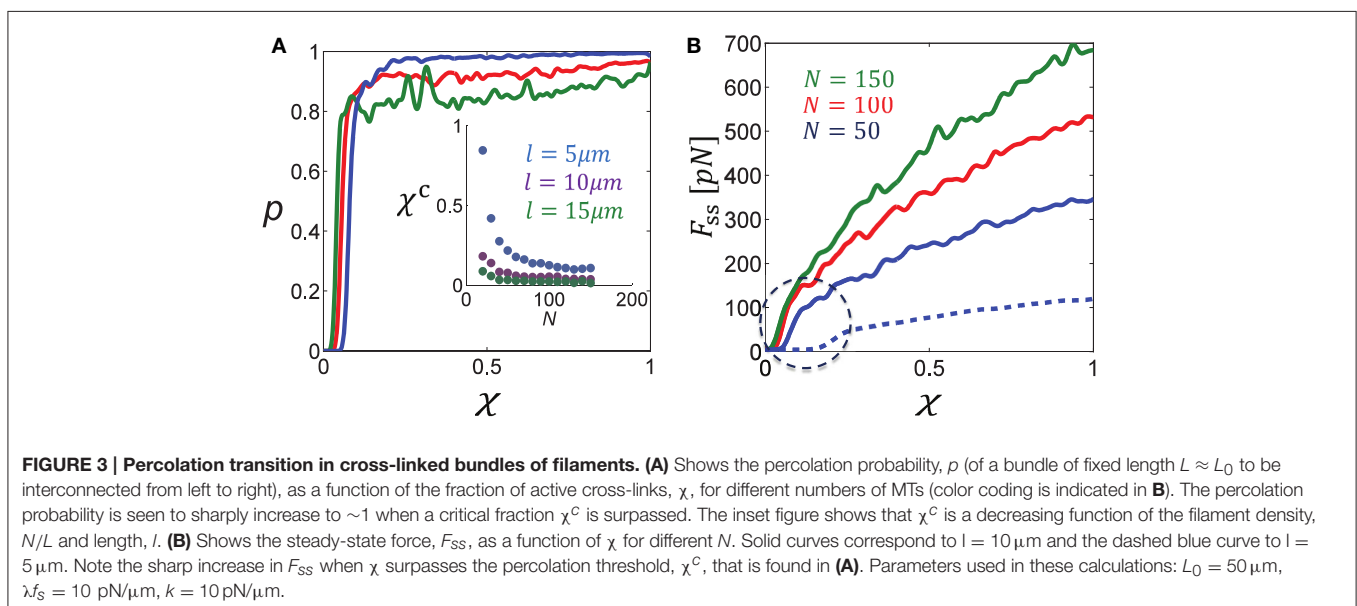 A
1
0.8
0.6
0.4
0.2
0
p
0
0.5
1
χ
1
0.5
0
χᶜ
l = 5μm
l = 10μm
l = 15μm
0
100
200
N
B
700
600
500
400
300
200
100
0
Fss [pN]
N = 150
N = 100
N = 50
0
0.5
1
χ
FIGURE 3 | Percolation transition in cross-linked bundles of filaments. (A) Shows the percolation probability, p (of a bundle of fixed length L ≈ L₀ to be
interconnected from left to right), as a function of the fraction of active cross-links, χ, for different numbers of MTs (color coding is indicated in B). The percolation
probability is seen to sharply increase to ∼1 when a critical fraction χᶜ is surpassed. The inset figure shows that χᶜ is a decreasing function of the filament density,
N/L and length, l. (B) Shows the steady-state force, Fss, as a function of χ for different N. Solid curves correspond to l = 10 μm and the dashed blue curve to l =
5 μm. Note the sharp increase in Fss when χ surpasses the percolation threshold, χᶜ, that is found in (A). Parameters used in these calculations: L₀ = 50 μm,
λfs = 10 pN/μm, k = 10 pN/μm.